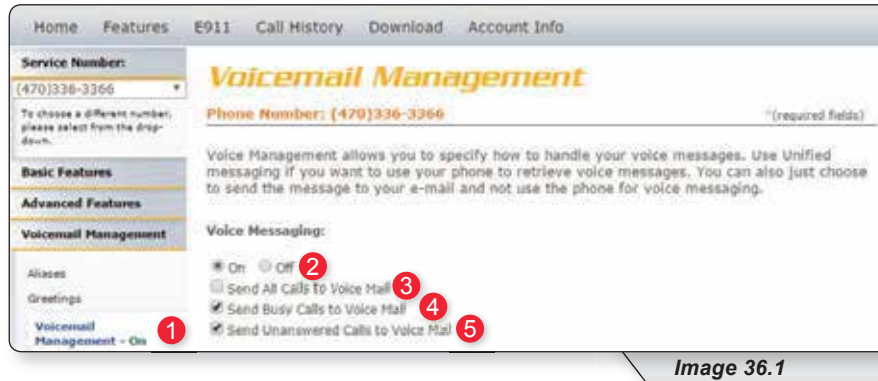 Home Features E911 Call History Download Account Info
Service Number:
(470)336-3366
To choose a different number,
please select from the drop-
down.
Basic Features
Advanced Features
Voicemail Management
Aliases
Greetings
Voicemail
Management - On 1
Voicemail Management
Phone Number: (470)336-3366 *(required fields)
Voice Management allows you to specify how to handle your voice messages. Use Unified
messaging if you want to use your phone to retrieve voice messages. You can also just choose
to send the message to your e-mail and not use the phone for voice messaging.
Voice Messaging:
On Off 2
Send All Calls to Voice Mail 3
Send Busy Calls to Voice Mail 4
Send Unanswered Calls to Voice Mail 5
Image 36.1